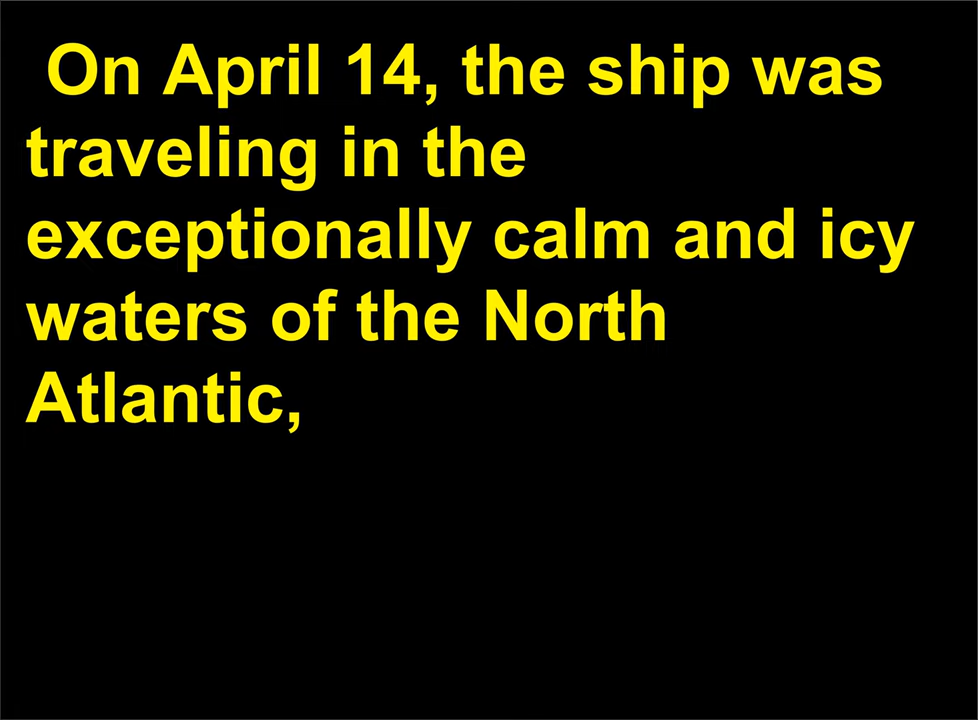 On April 14, the ship was
traveling in the
exceptionally calm and icy
waters of the North
Atlantic,